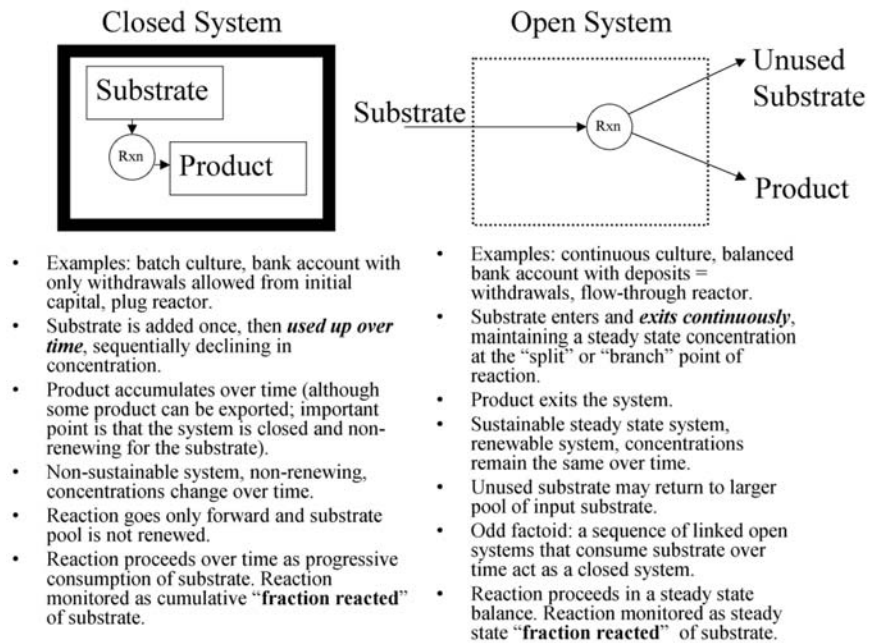 Closed System
Substrate
Rxn
Product
• Examples: batch culture, bank account with
only withdrawals allowed from initial
capital, plug reactor.
• Substrate is added once, then used up over
time, sequentially declining in
concentration.
• Product accumulates over time (although
some product can be exported; important
point is that the system is closed and non-
renewing for the substrate).
• Non-sustainable system, non-renewing,
concentrations change over time.
• Reaction goes only forward and substrate
pool is not renewed.
• Reaction proceeds over time as progressive
consumption of substrate. Reaction
monitored as cumulative “fraction reacted”
of substrate.
Open System
Substrate
Rxn
Unused
Substrate
Product
• Examples: continuous culture, balanced
bank account with deposits =
withdrawals, flow-through reactor.
• Substrate enters and exits continuously,
maintaining a steady state concentration
at the “split” or “branch” point of
reaction.
• Product exits the system.
• Sustainable steady state system,
renewable system, concentrations
remain the same over time.
• Unused substrate may return to larger
pool of input substrate.
• Odd factoid: a sequence of linked open
systems that consume substrate over
time act as a closed system.
• Reaction proceeds in a steady state
balance. Reaction monitored as steady
state “fraction reacted” of substrate.